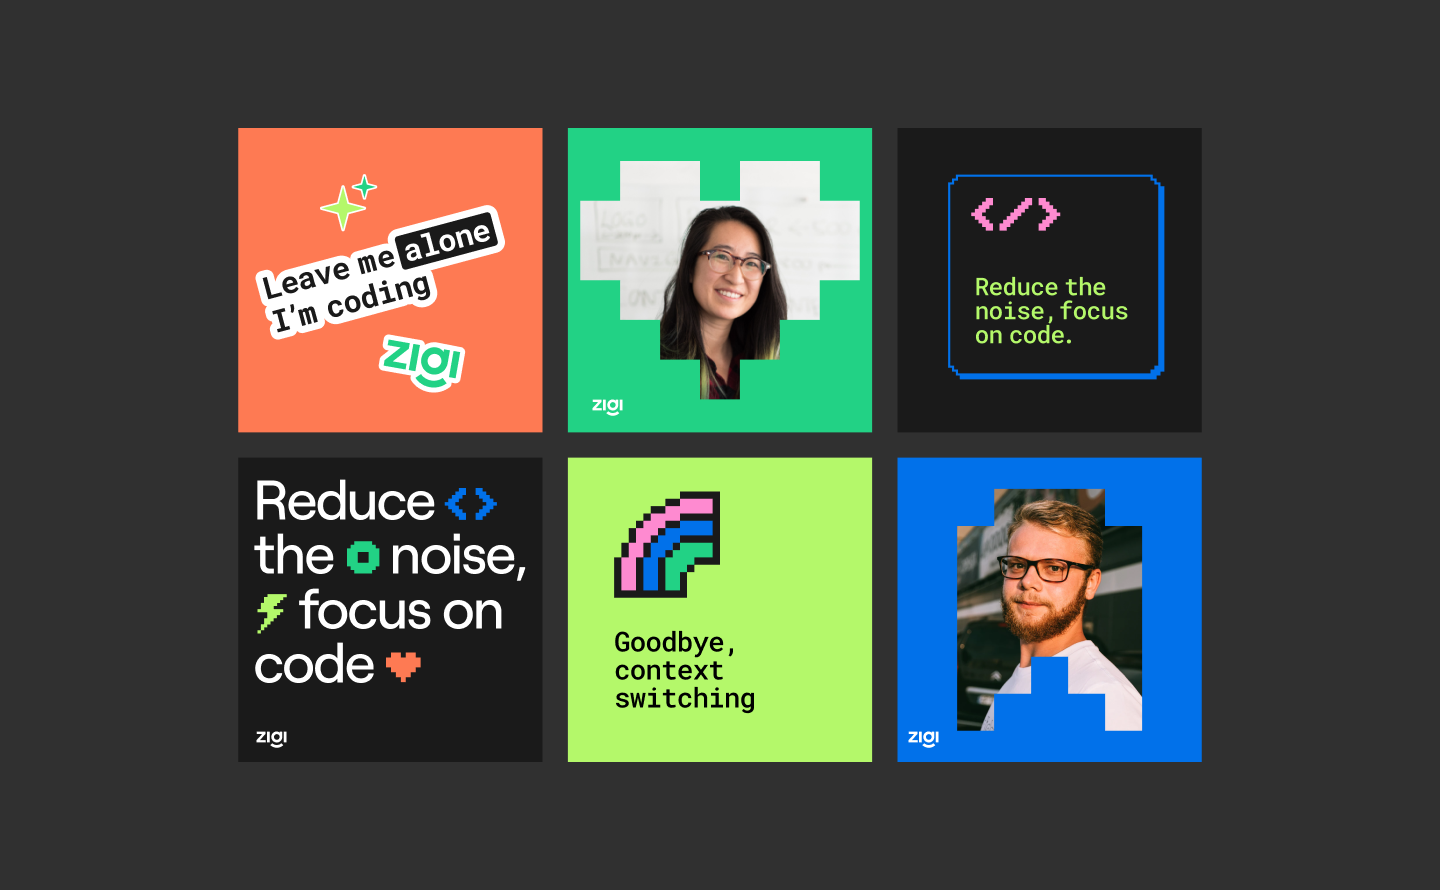 Leave me alone
I'm coding
zigi
LOGO
zigi
</>
Reduce the
noise, focus
on code.
Reduce <>
the noise,
focus on
code
zigi
Goodbye,
context
switching
zigi